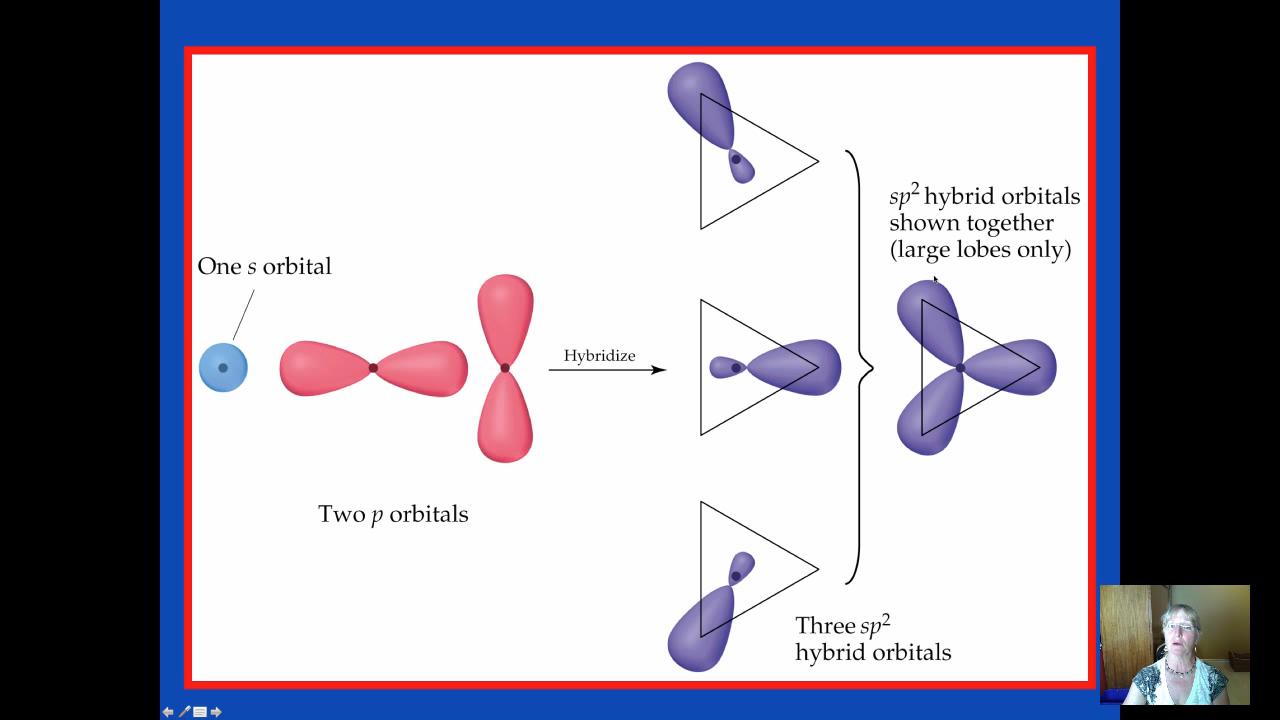 One s orbital
Two p orbitals
Hybridize
sp² hybrid orbitals
shown together
(large lobes only)
Three sp²
hybrid orbitals